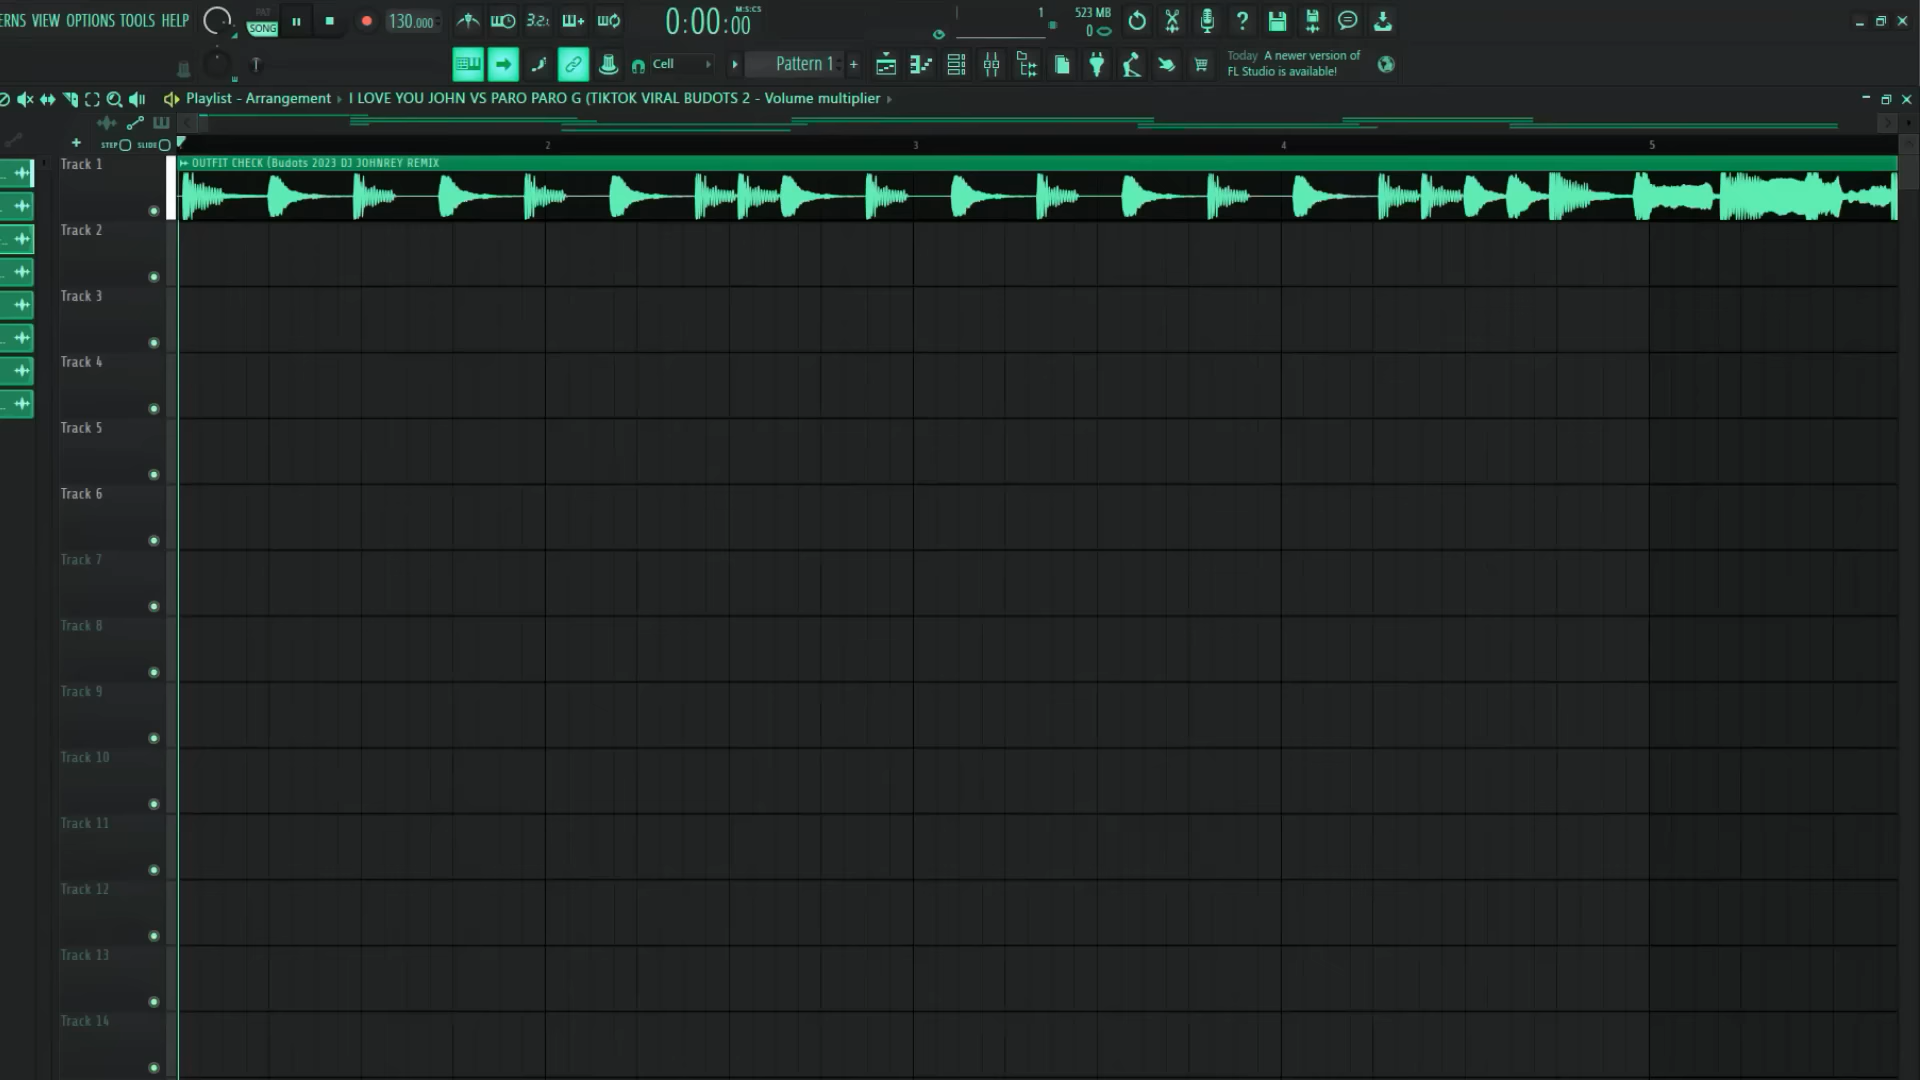 ERNS VIEW OPTIONS TOOLS HELP
PAT
SONG
130.000
3.2.
0:00:00
M:S:CS
1
523 MB
0
Cell
Pattern 1
+
Today A newer version of
FL Studio is available!
Playlist - Arrangement › I LOVE YOU JOHN VS PARO PARO G (TIKTOK VIRAL BUDOTS 2 - Volume multiplier ›
+
STEP SLIDE
2 3 4 5
Track 1
OUTFIT CHECK (Budots 2023 DJ JOHNREY REMIX
Track 2
Track 3
Track 4
Track 5
Track 6
Track 7
Track 8
Track 9
Track 10
Track 11
Track 12
Track 13
Track 14